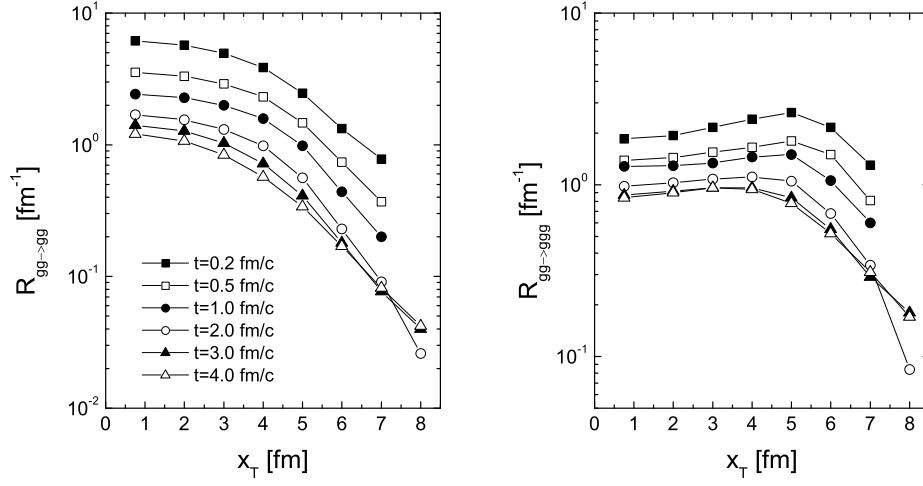 10^1
10^0
10^-1
10^-2
R_gg->gg [fm^-1]
t=0.2 fm/c
t=0.5 fm/c
t=1.0 fm/c
t=2.0 fm/c
t=3.0 fm/c
t=4.0 fm/c
0 1 2 3 4 5 6 7 8
x_T [fm]
10^1
10^0
10^-1
R_gg->ggg [fm^-1]
0 1 2 3 4 5 6 7 8
x_T [fm]